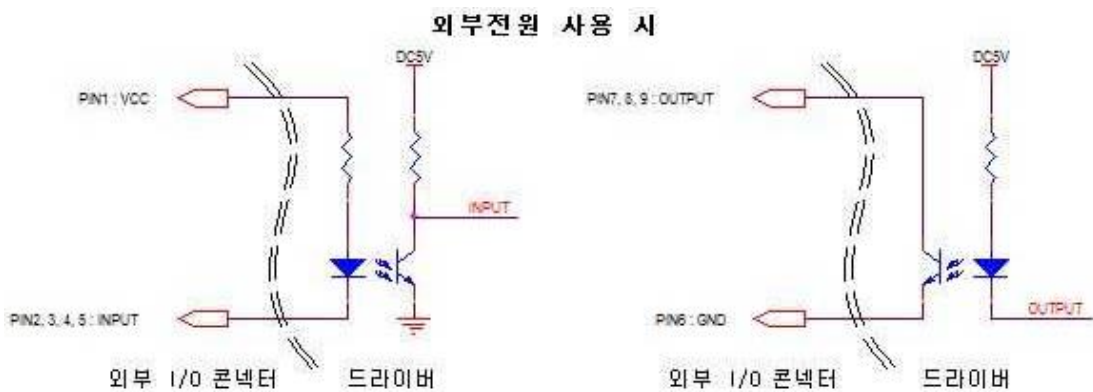 외부전원 사용 시
DC5V
PIN1 : VCC
INPUT
PIN2, 3, 4, 5 : INPUT
외부 I/O 콘넥터
드라이버
DC5V
PIN7, 8, 9 : OUTPUT
PIN6 : GND
OUTPUT
외부 I/O 콘넥터
드라이버